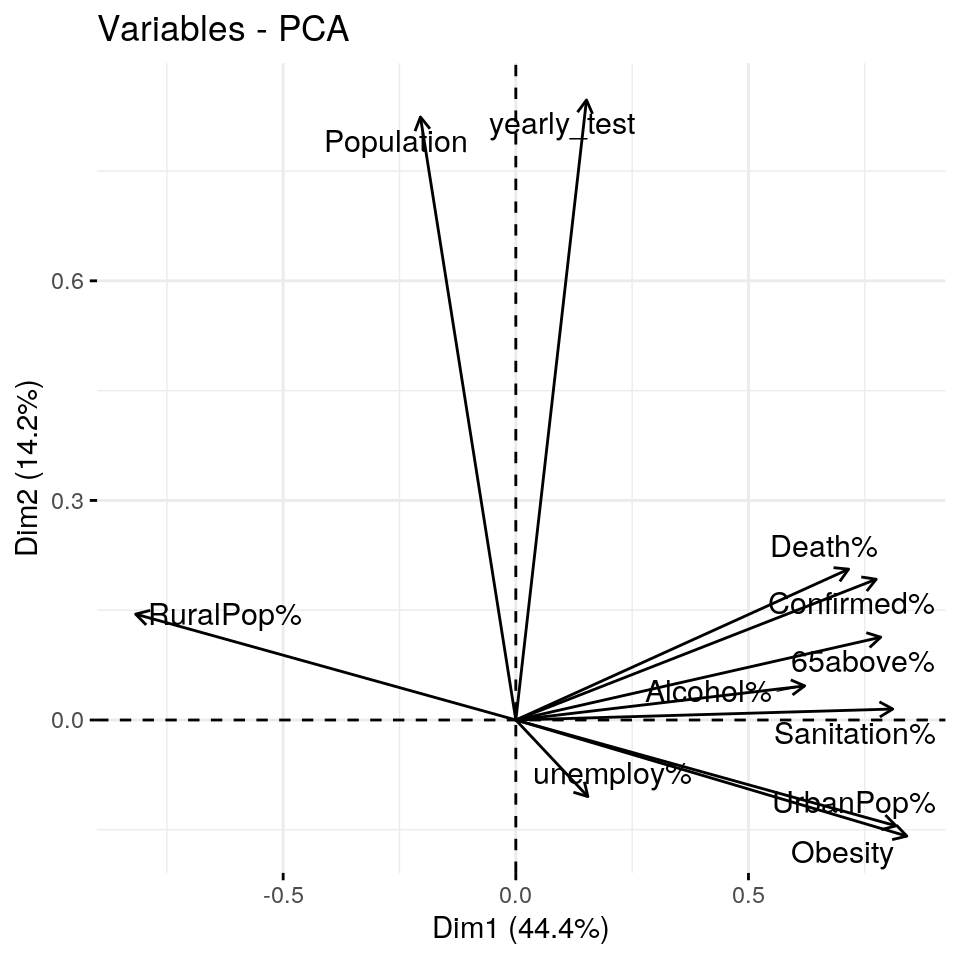 Variables - PCA
Population
yearly_test
0.6
Dim2 (14.2%)
0.3
Death%
Confirmed%
RuralPop%
65above%
Alcohol%
0.0
Sanitation%
unemploy%
UrbanPop%
Obesity
-0.5
0.0
0.5
Dim1 (44.4%)